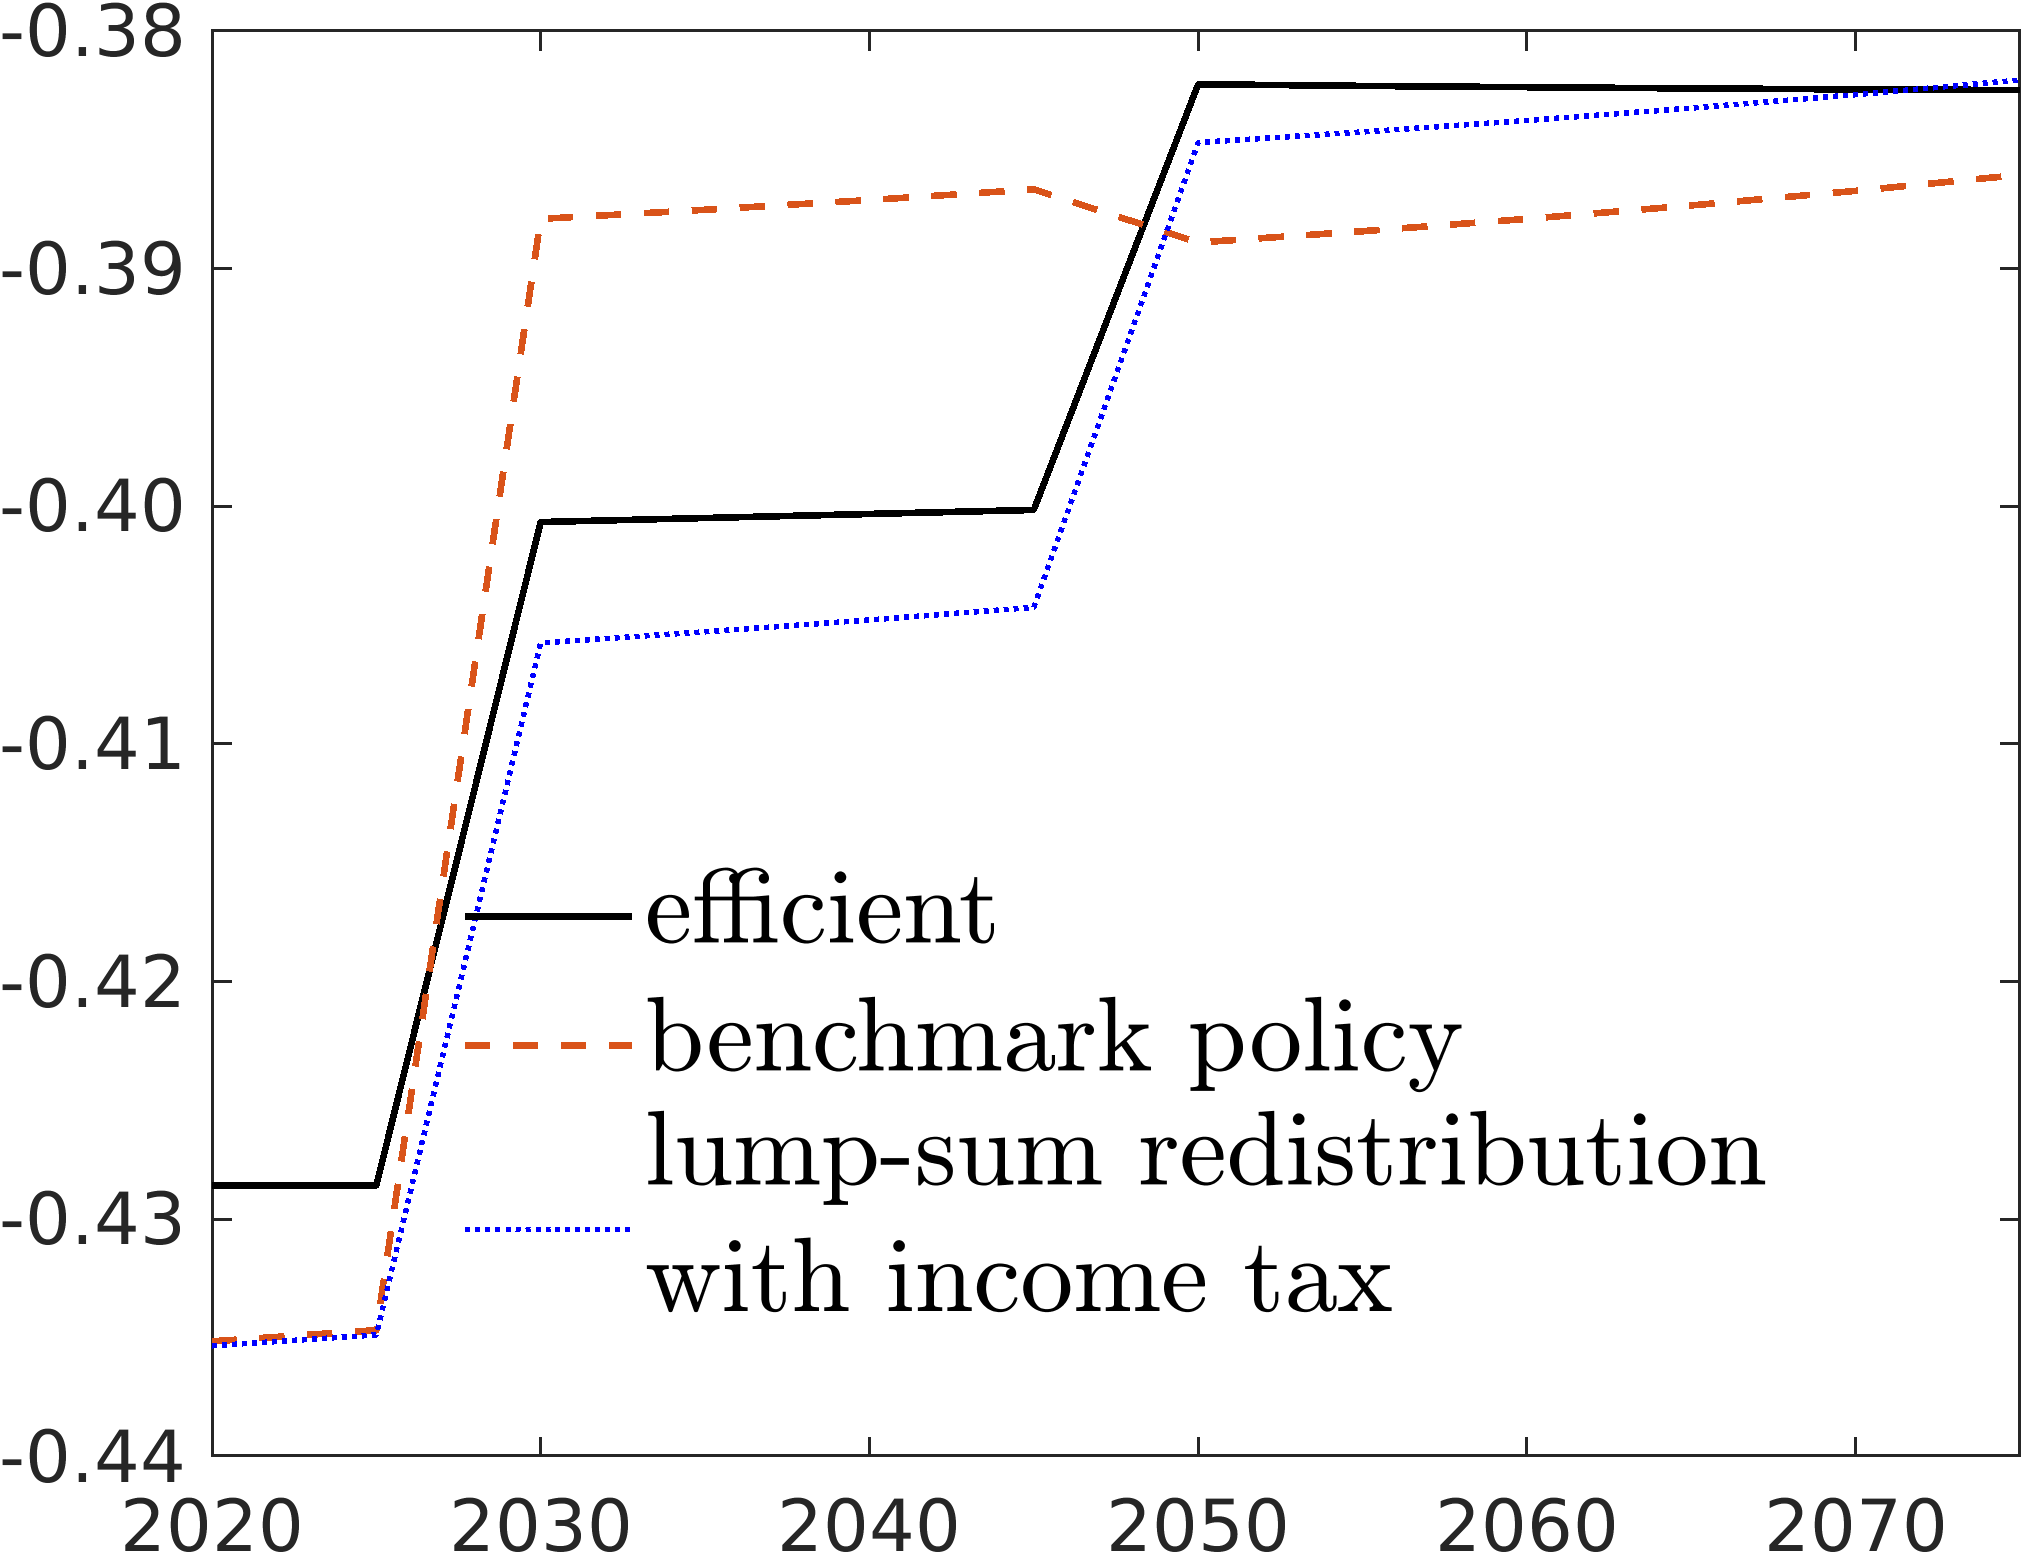 -0.38
-0.39
-0.40
-0.41
-0.42
-0.43
-0.44
efficient
benchmark policy
lump-sum redistribution
with income tax
2020 2030 2040 2050 2060 2070